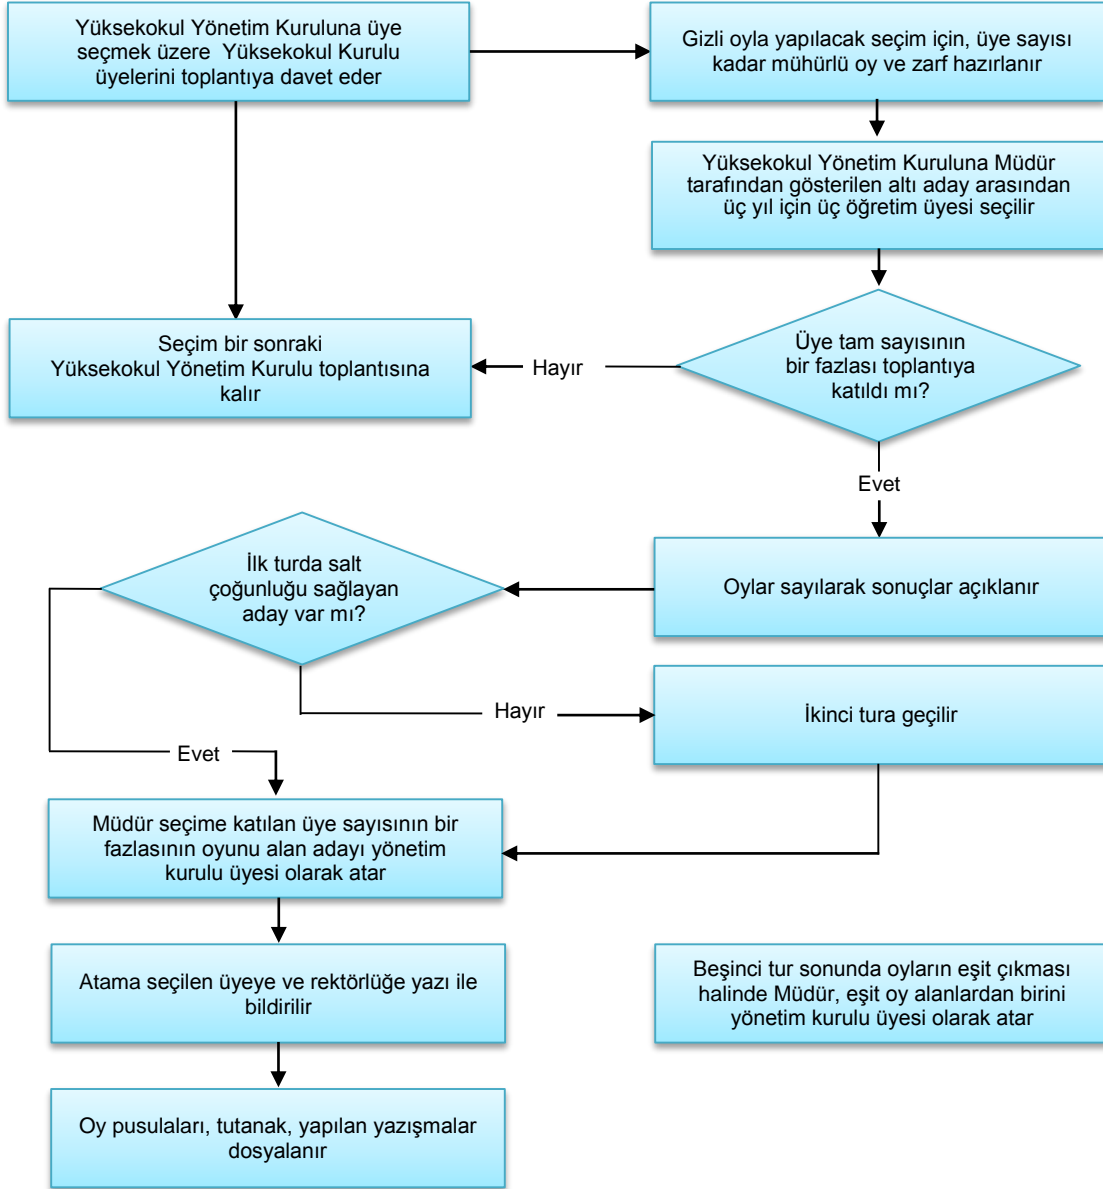 Yüksekokul Yönetim Kuruluna üye
seçmek üzere  Yüksekokul Kurulu
üyelerini toplantıya davet eder
Gizli oyla yapılacak seçim için, üye sayısı
kadar mühürlü oy ve zarf hazırlanır
Yüksekokul Yönetim Kuruluna Müdür
tarafından gösterilen altı aday arasından
üç yıl için üç öğretim üyesi seçilir
Üye tam sayısının
bir fazlası toplantıya
katıldı mı?
Hayır
Seçim bir sonraki
Yüksekokul Yönetim Kurulu toplantısına
kalır
Evet
Oylar sayılarak sonuçlar açıklanır
İlk turda salt
çoğunluğu sağlayan
aday var mı?
Hayır
İkinci tura geçilir
Evet
Müdür seçime katılan üye sayısının bir
fazlasının oyunu alan adayı yönetim
kurulu üyesi olarak atar
Atama seçilen üyeye ve rektörlüğe yazı ile
bildirilir
Beşinci tur sonunda oyların eşit çıkması
halinde Müdür, eşit oy alanlardan birini
yönetim kurulu üyesi olarak atar
Oy pusulaları, tutanak, yapılan yazışmalar
dosyalanır